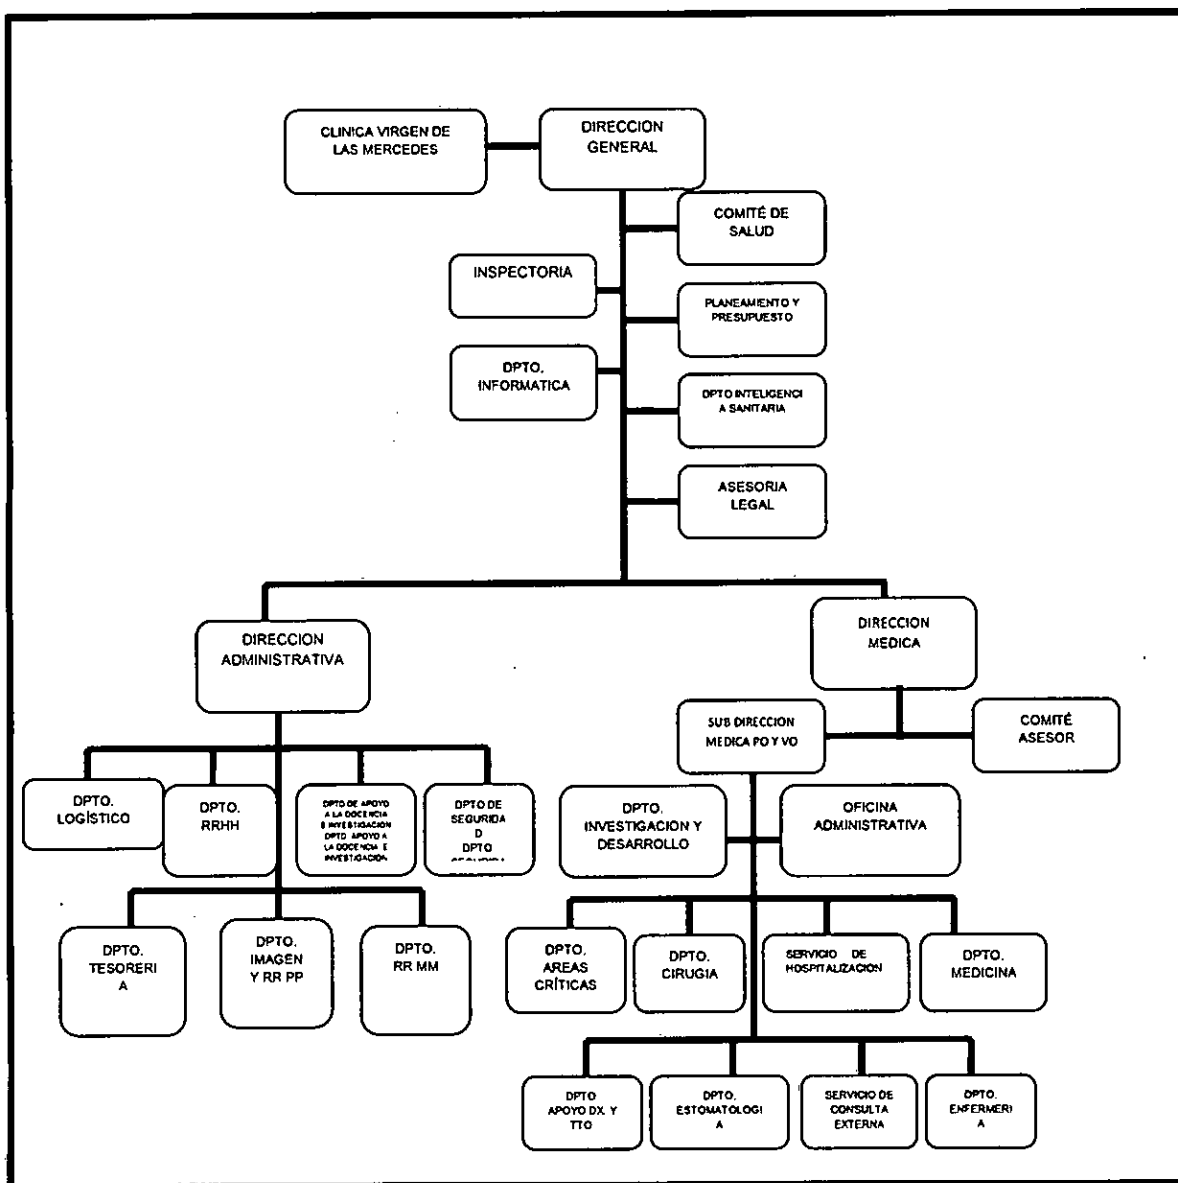 CLINICA VIRGEN DE
LAS MERCEDES
DIRECCION
GENERAL
COMITÉ DE
SALUD
INSPECTORIA
PLANEAMIENTO Y
PRESUPUESTO
DPTO.
INFORMATICA
DPTO INTELIGENCI
A SANITARIA
ASESORIA
LEGAL
DIRECCION
ADMINISTRATIVA
DIRECCION
MEDICA
SUB DIRECCION
MEDICA PO Y VO
COMITÉ
ASESOR
DPTO.
LOGÍSTICO
DPTO.
RRHH
DPTO DE APOYO
A LA DOCENCIA
E INVESTIGACION
DPTO. APOYO A
LA DOCENCIA E
INVESTIGACION
DPTO DE
SEGURIDA
D
DPTO
SEGURIDA
DPTO.
INVESTIGACION Y
DESARROLLO
OFICINA
ADMINISTRATIVA
DPTO.
TESORERI
A
DPTO.
IMAGEN
Y RR PP
DPTO.
RR MM
DPTO.
AREAS
CRÍTICAS
DPTO.
CIRUGIA
SERVICIO DE
HOSPITALIZACION
DPTO.
MEDICINA
DPTO
APOYO DX. Y
TTO
DPTO.
ESTOMATOLOGI
A
SERVICIO DE
CONSULTA
EXTERNA
DPTO.
ENFERMERI
A